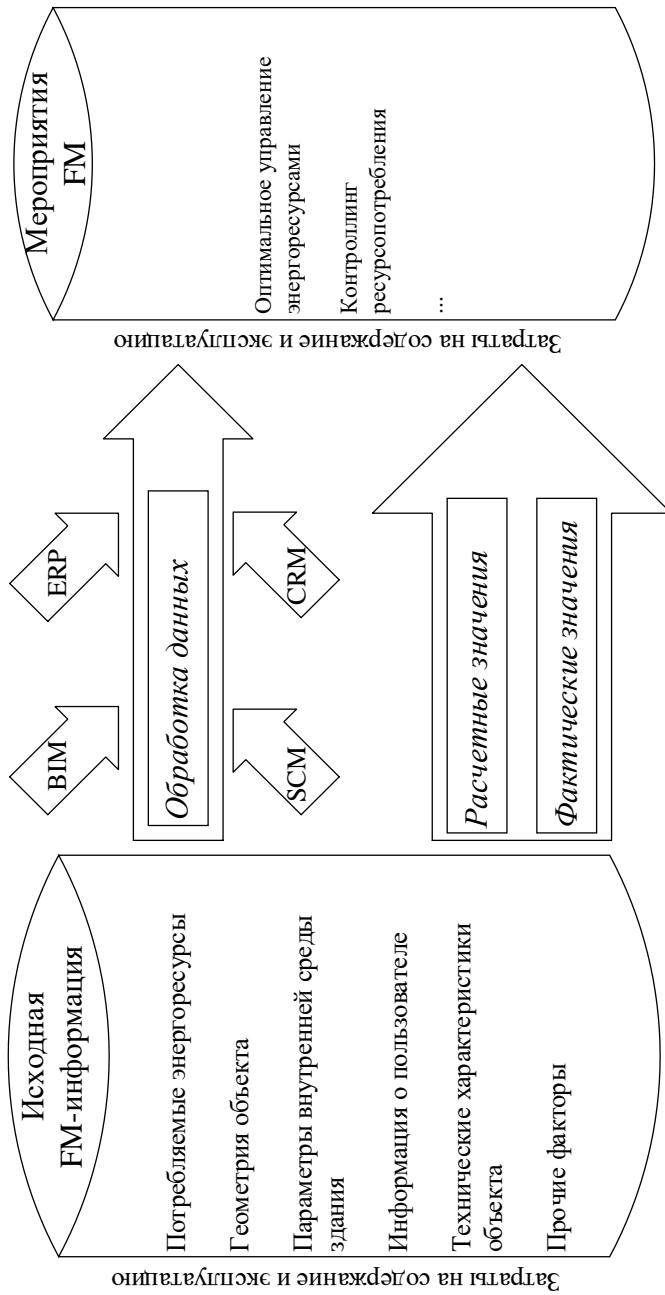 Исходная
FM-информация
Затраты на содержание и эксплуатацию
Потребляемые энергоресурсы
Геометрия объекта
Параметры внутренней среды
здания
Информация о пользователе
Технические характеристики
объекта
Прочие факторы
BIM
ERP
Обработка данных
SCM
CRM
Расчетные значения
Фактические значения
Мероприятия
FM
Затраты на содержание и эксплуатацию
Оптимальное управление
энергоресурсами
Контроллинг
ресурсопотребления
...